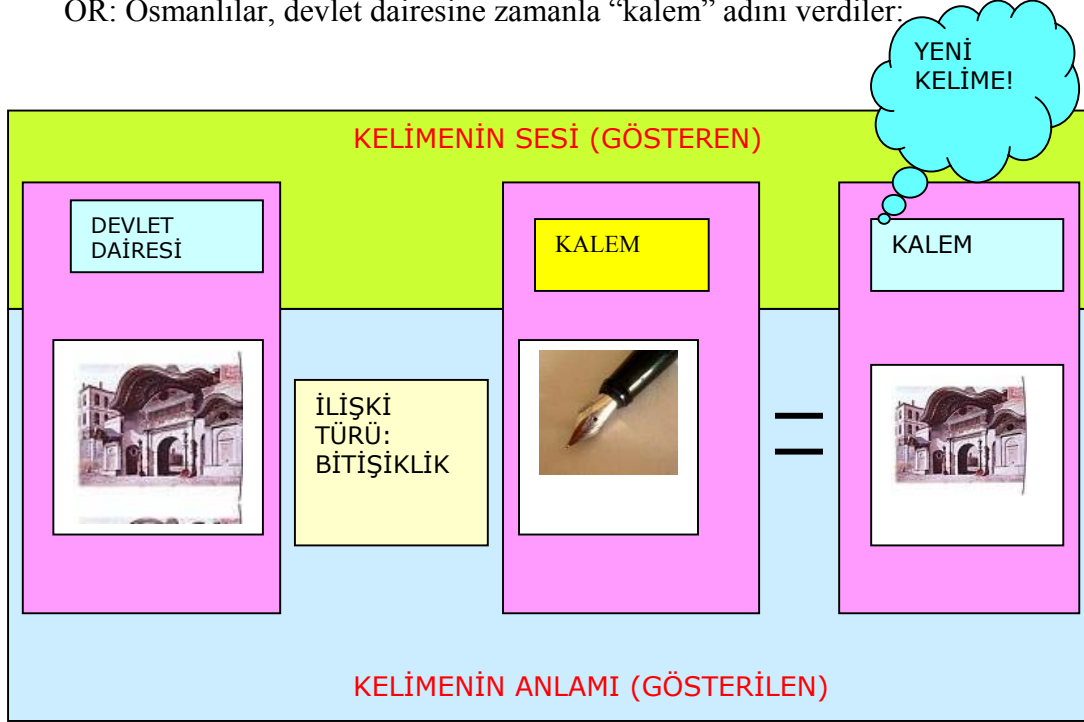 ÖR: Osmanlılar, devlet dairesine zamanla “kalem” adını verdiler:
YENİ
KELİME!
KELİMENİN SESİ (GÖSTEREN)
DEVLET
DAİRESİ
KALEM
KALEM
İLİŞKİ
TÜRÜ:
BİTİŞİKLİK
=
KELİMENİN ANLAMI (GÖSTERİLEN)